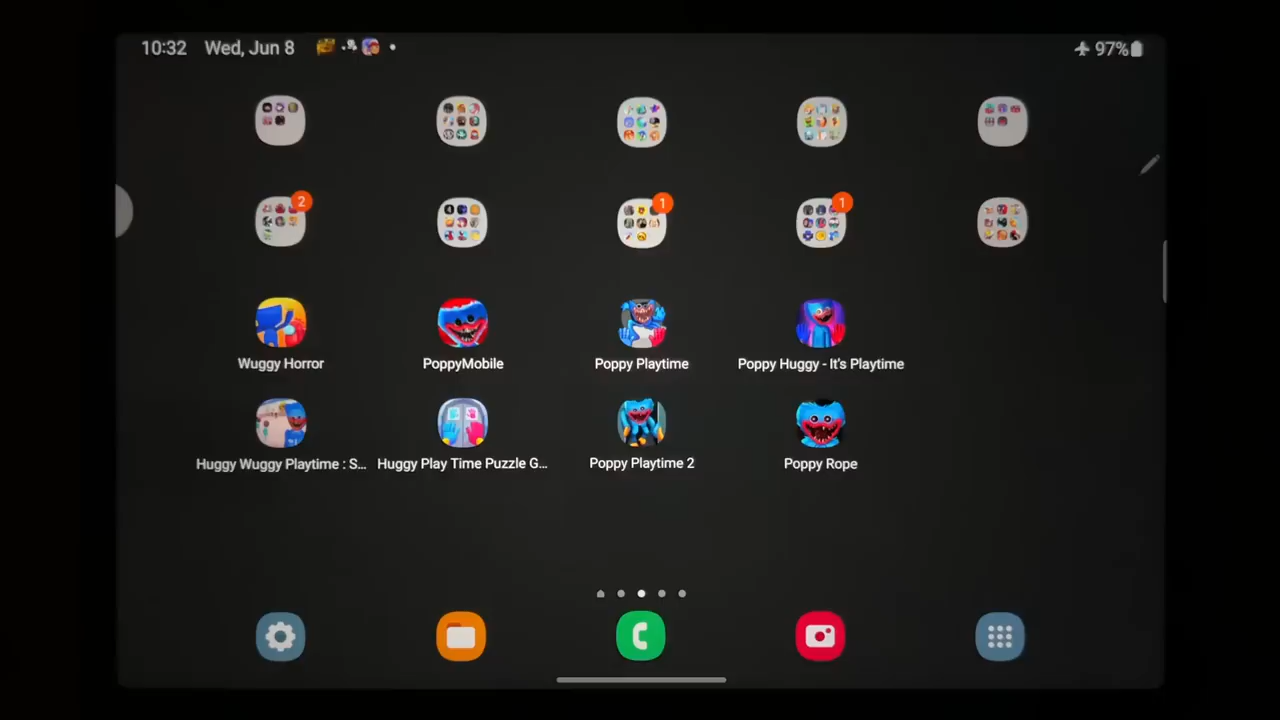 10:32 Wed, Jun 8 97%
2 1 1
Wuggy Horror PoppyMobile Poppy Playtime Poppy Huggy - It's Playtime
Huggy Wuggy Playtime : S... Huggy Play Time Puzzle G... Poppy Playtime 2 Poppy Rope